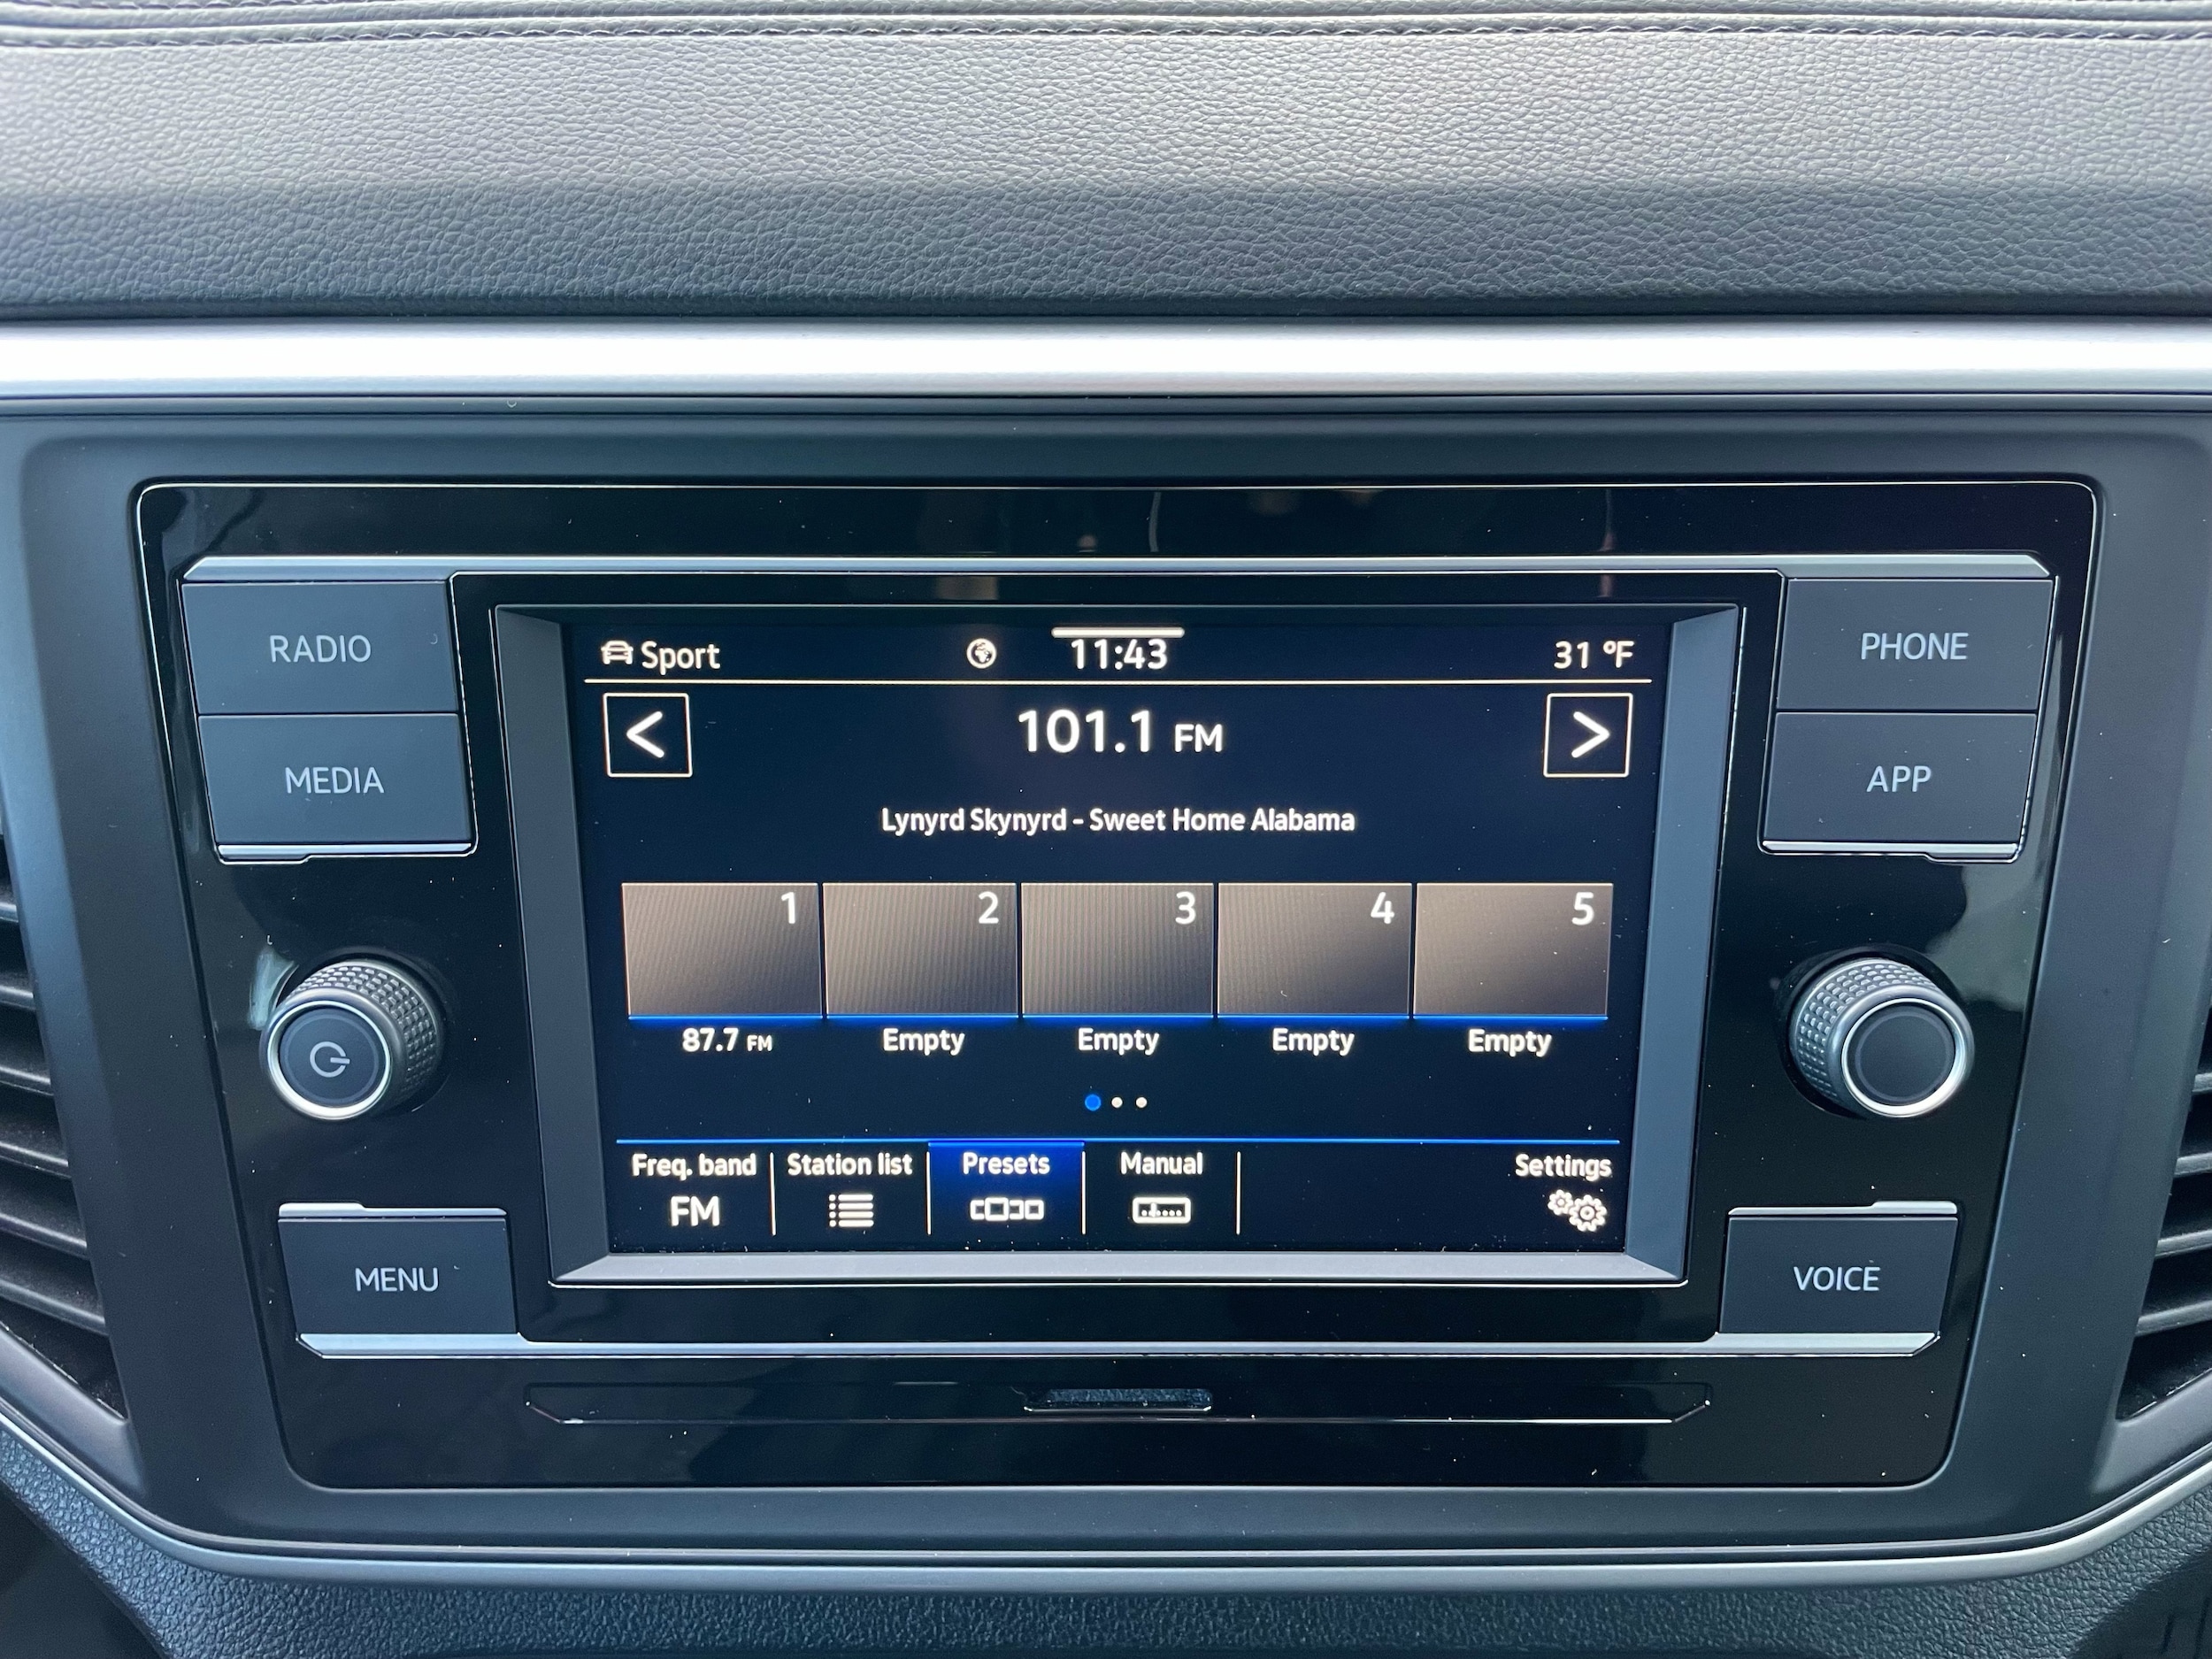 RADIO
MEDIA
MENU
Sport
11:43
31 °F
<
101.1 FM
>
Lynyrd Skynyrd - Sweet Home Alabama
1
2
3
4
5
87.7 FM
Empty
Empty
Empty
Empty
Freq. band
FM
Station list
Presets
Manual
Settings
PHONE
APP
VOICE